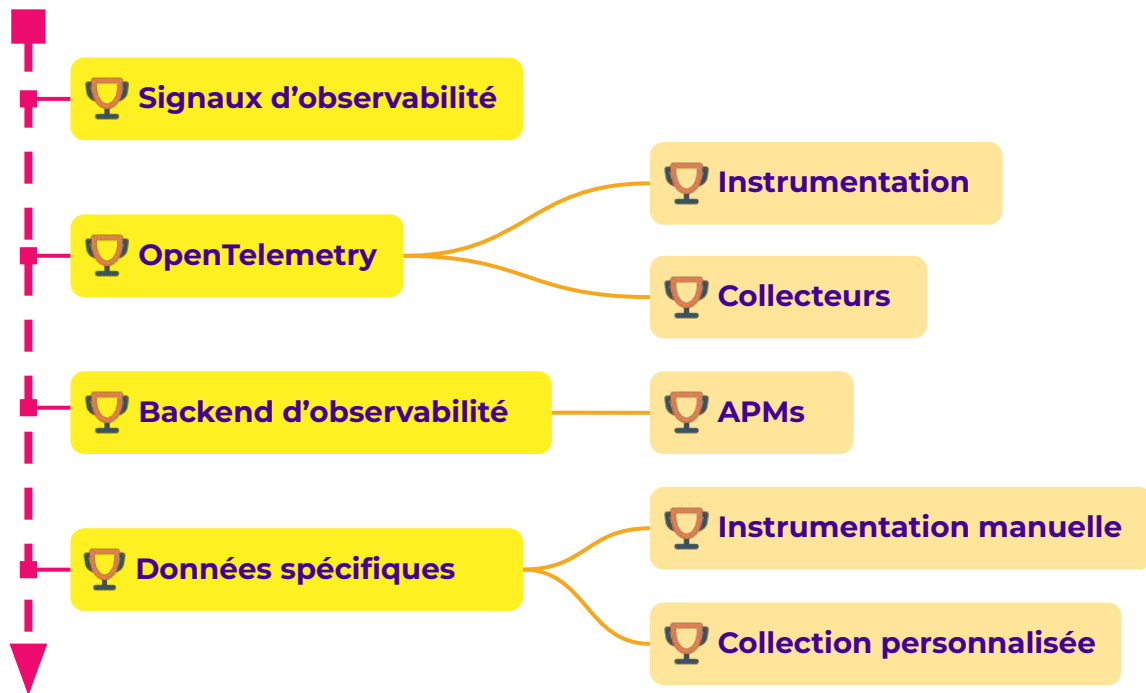 Signaux d’observabilité
OpenTelemetry
Instrumentation
Collecteurs
Backend d’observabilité
APMs
Données spécifiques
Instrumentation manuelle
Collection personnalisée